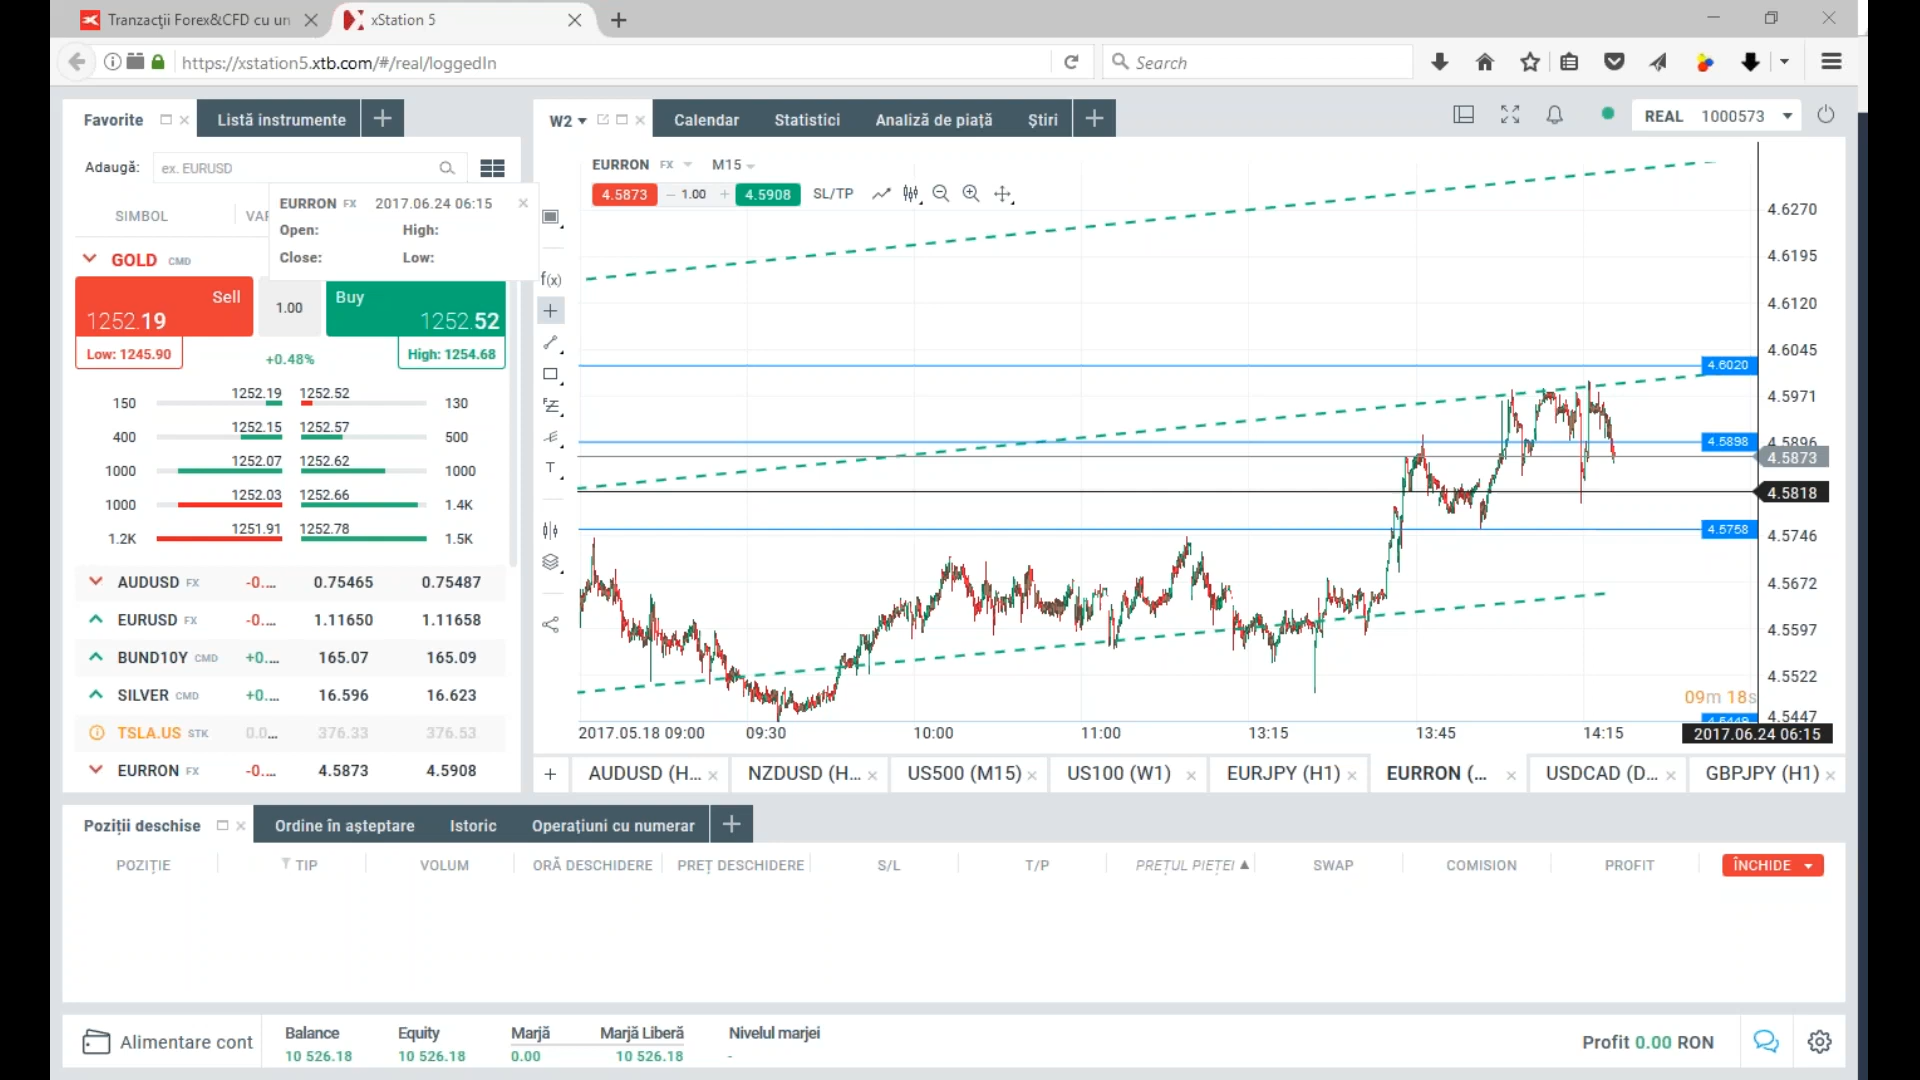 Tranzacții Forex&CFD cu un
xStation 5
https://xstation5.xtb.com/#/real/loggedIn
Search
Favorite
Listă instrumente
W2
Calendar
Statistici
Analiză de piață
Știri
REAL 1000573
Adaugă:
ex. EURUSD
SIMBOL
VAR
EURRON FX 2017.06.24 06:15
Open:
High:
Close:
Low:
GOLD CMD
Sell
1252.19
1.00
Buy
1252.52
Low: 1245.90
+0.48%
High: 1254.68
150 1252.19 1252.52 130
400 1252.15 1252.57 500
1000 1252.07 1252.62 1000
1000 1252.03 1252.66 1.4K
1.2K 1251.91 1252.78 1.5K
AUDUSD FX -0.... 0.75465 0.75487
EURUSD FX -0.... 1.11650 1.11658
BUND10Y CMD +0.... 165.07 165.09
SILVER CMD +0.... 16.596 16.623
TSLA.US STK 0.0... 376.33 376.53
EURRON FX -0.... 4.5873 4.5908
EURRON FX M15
4.5873 1.00 4.5908 SL/TP
f(x)
T
4.6270
4.6195
4.6120
4.6045
4.6020
4.5971
4.5898
4.5896
4.5873
4.5818
4.5758
4.5746
4.5672
4.5597
4.5522
09m 18s
4.5449
4.5447
2017.05.18 09:00 09:30 10:00 11:00 13:15 13:45 14:15 2017.06.24 06:15
AUDUSD (H... NZDUSD (H... US500 (M15) US100 (W1) EURJPY (H1) EURRON (... USDCAD (D... GBPJPY (H1)
Poziții deschise
Ordine în așteptare
Istoric
Operațiuni cu numerar
POZIȚIE TIP VOLUM ORĂ DESCHIDERE PREȚ DESCHIDERE S/L T/P PREȚUL PIEȚEI SWAP COMISION PROFIT ÎNCHIDE
Alimentare cont
Balance Equity Marjă Marjă Liberă Nivelul marjei
10 526.18 10 526.18 0.00 10 526.18 -
Profit 0.00 RON